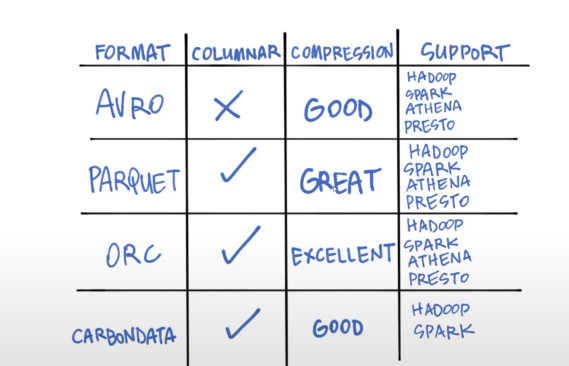 FORMAT COLUMNAR COMPRESSION SUPPORT
AVRO X GOOD HADOOP
SPARK
ATHENA
PRESTO
PARQUET ✓ GREAT HADOOP
SPARK
ATHENA
PRESTO
ORC ✓ EXCELLENT HADOOP
SPARK
ATHENA
PRESTO
CARBONDATA ✓ GOOD HADOOP
SPARK